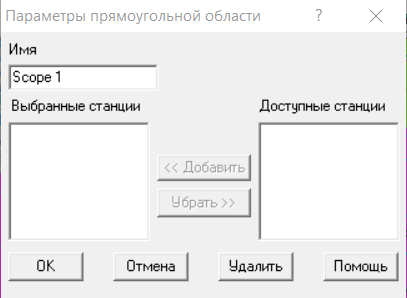 Параметры прямоугольной области ?
Имя
Scope 1
Выбранные станции Доступные станции
<< Добавить
Убрать >>
OK Отмена Удалить Помощь